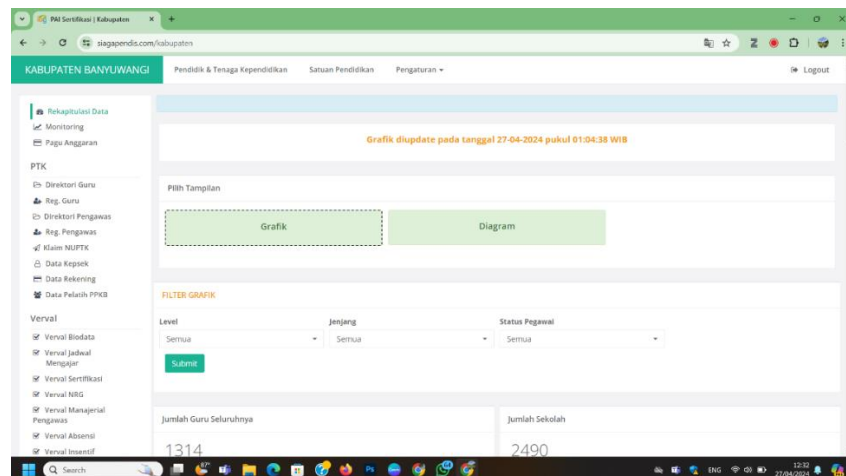 PAI Sertifikasi | Kabupaten
siagapendis.com/kabupaten
KABUPATEN BANYUWANGI
Pendidik & Tenaga Kependidikan
Satuan Pendidikan
Pengaturan
Logout
Rekapitulasi Data
Monitoring
Pagu Anggaran
PTK
Direktori Guru
Reg. Guru
Direktori Pengawas
Reg. Pengawas
Klaim NUPTK
Data Kepsek
Data Rekening
Data Pelatih PPKB
Verval
Verval Biodata
Verval Jadwal
Mengajar
Verval Sertifikasi
Verval NRG
Verval Manajerial
Pengawas
Verval Absensi
Verval Insentif
Grafik diupdate pada tanggal 27-04-2024 pukul 01:04:38 WIB
Pilih Tampilan
Grafik
Diagram
FILTER GRAFIK
Level
Jenjang
Status Pegawai
Semua
Semua
Semua
Submit
Jumlah Guru Seluruhnya
Jumlah Sekolah
1314
2490
Search
87°
ENG
12:32
27/04/2024